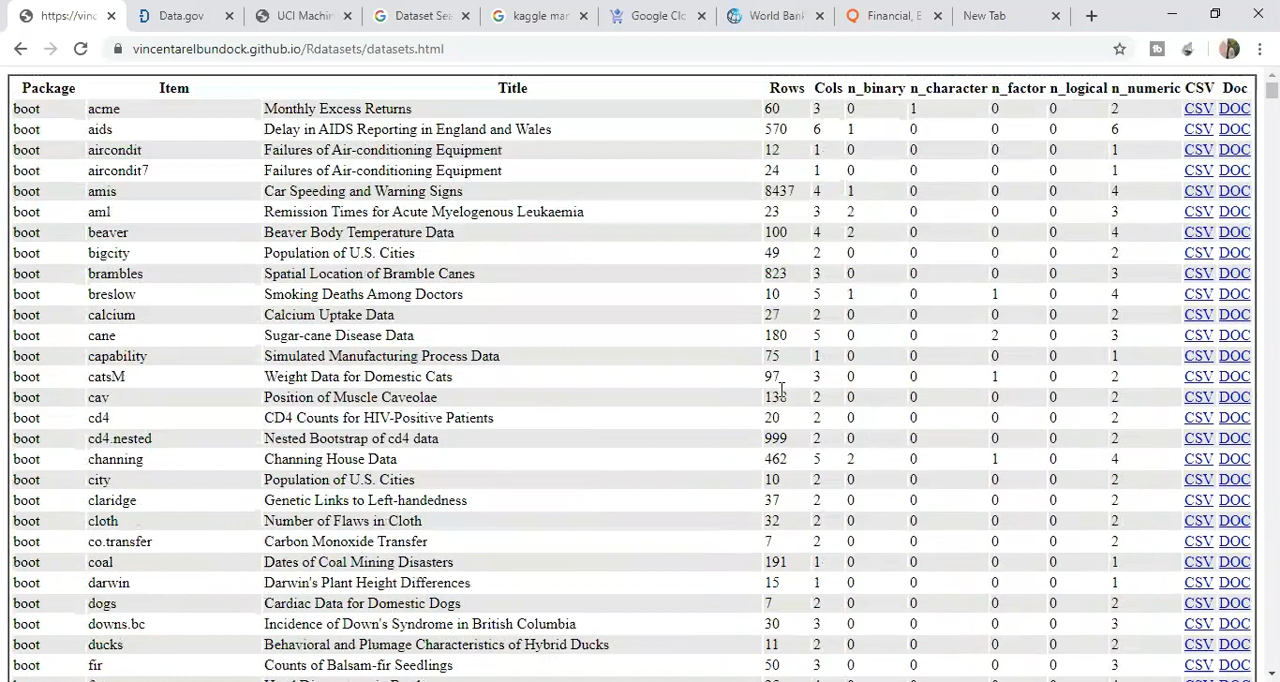 https://vinc Data.gov UCI Machin Dataset Sea kaggle mar Google Clo World Bank Financial, E New Tab
vincentarelbundock.github.io/Rdatasets/datasets.html
Package Item Title Rows Cols n_binary n_character n_factor n_logical n_numeric CSV Doc
boot acme Monthly Excess Returns 60 3 0 1 0 0 2 CSV DOC
boot aids Delay in AIDS Reporting in England and Wales 570 6 1 0 0 0 6 CSV DOC
boot aircondit Failures of Air-conditioning Equipment 12 1 0 0 0 0 1 CSV DOC
boot aircondit7 Failures of Air-conditioning Equipment 24 1 0 0 0 0 1 CSV DOC
boot amis Car Speeding and Warning Signs 8437 4 1 0 0 0 4 CSV DOC
boot aml Remission Times for Acute Myelogenous Leukaemia 23 3 2 0 0 0 3 CSV DOC
boot beaver Beaver Body Temperature Data 100 4 2 0 0 0 4 CSV DOC
boot bigcity Population of U.S. Cities 49 2 0 0 0 0 2 CSV DOC
boot brambles Spatial Location of Bramble Canes 823 3 0 0 0 0 3 CSV DOC
boot breslow Smoking Deaths Among Doctors 10 5 1 0 1 0 4 CSV DOC
boot calcium Calcium Uptake Data 27 2 0 0 0 0 2 CSV DOC
boot cane Sugar-cane Disease Data 180 5 0 0 2 0 3 CSV DOC
boot capability Simulated Manufacturing Process Data 75 1 0 0 0 0 1 CSV DOC
boot catsM Weight Data for Domestic Cats 97 3 0 0 1 0 2 CSV DOC
boot cav Position of Muscle Caveolae 138 2 0 0 0 0 2 CSV DOC
boot cd4 CD4 Counts for HIV-Positive Patients 20 2 0 0 0 0 2 CSV DOC
boot cd4.nested Nested Bootstrap of cd4 data 999 2 0 0 0 0 2 CSV DOC
boot channing Channing House Data 462 5 2 0 1 0 4 CSV DOC
boot city Population of U.S. Cities 10 2 0 0 0 0 2 CSV DOC
boot claridge Genetic Links to Left-handedness 37 2 0 0 0 0 2 CSV DOC
boot cloth Number of Flaws in Cloth 32 2 0 0 0 0 2 CSV DOC
boot co.transfer Carbon Monoxide Transfer 7 2 0 0 0 0 2 CSV DOC
boot coal Dates of Coal Mining Disasters 191 1 0 0 0 0 1 CSV DOC
boot darwin Darwin's Plant Height Differences 15 1 0 0 0 0 1 CSV DOC
boot dogs Cardiac Data for Domestic Dogs 7 2 0 0 0 0 2 CSV DOC
boot downs.bc Incidence of Down's Syndrome in British Columbia 30 3 0 0 0 0 3 CSV DOC
boot ducks Behavioral and Plumage Characteristics of Hybrid Ducks 11 2 0 0 0 0 2 CSV DOC
boot fir Counts of Balsam-fir Seedlings 50 3 0 0 0 0 3 CSV DOC